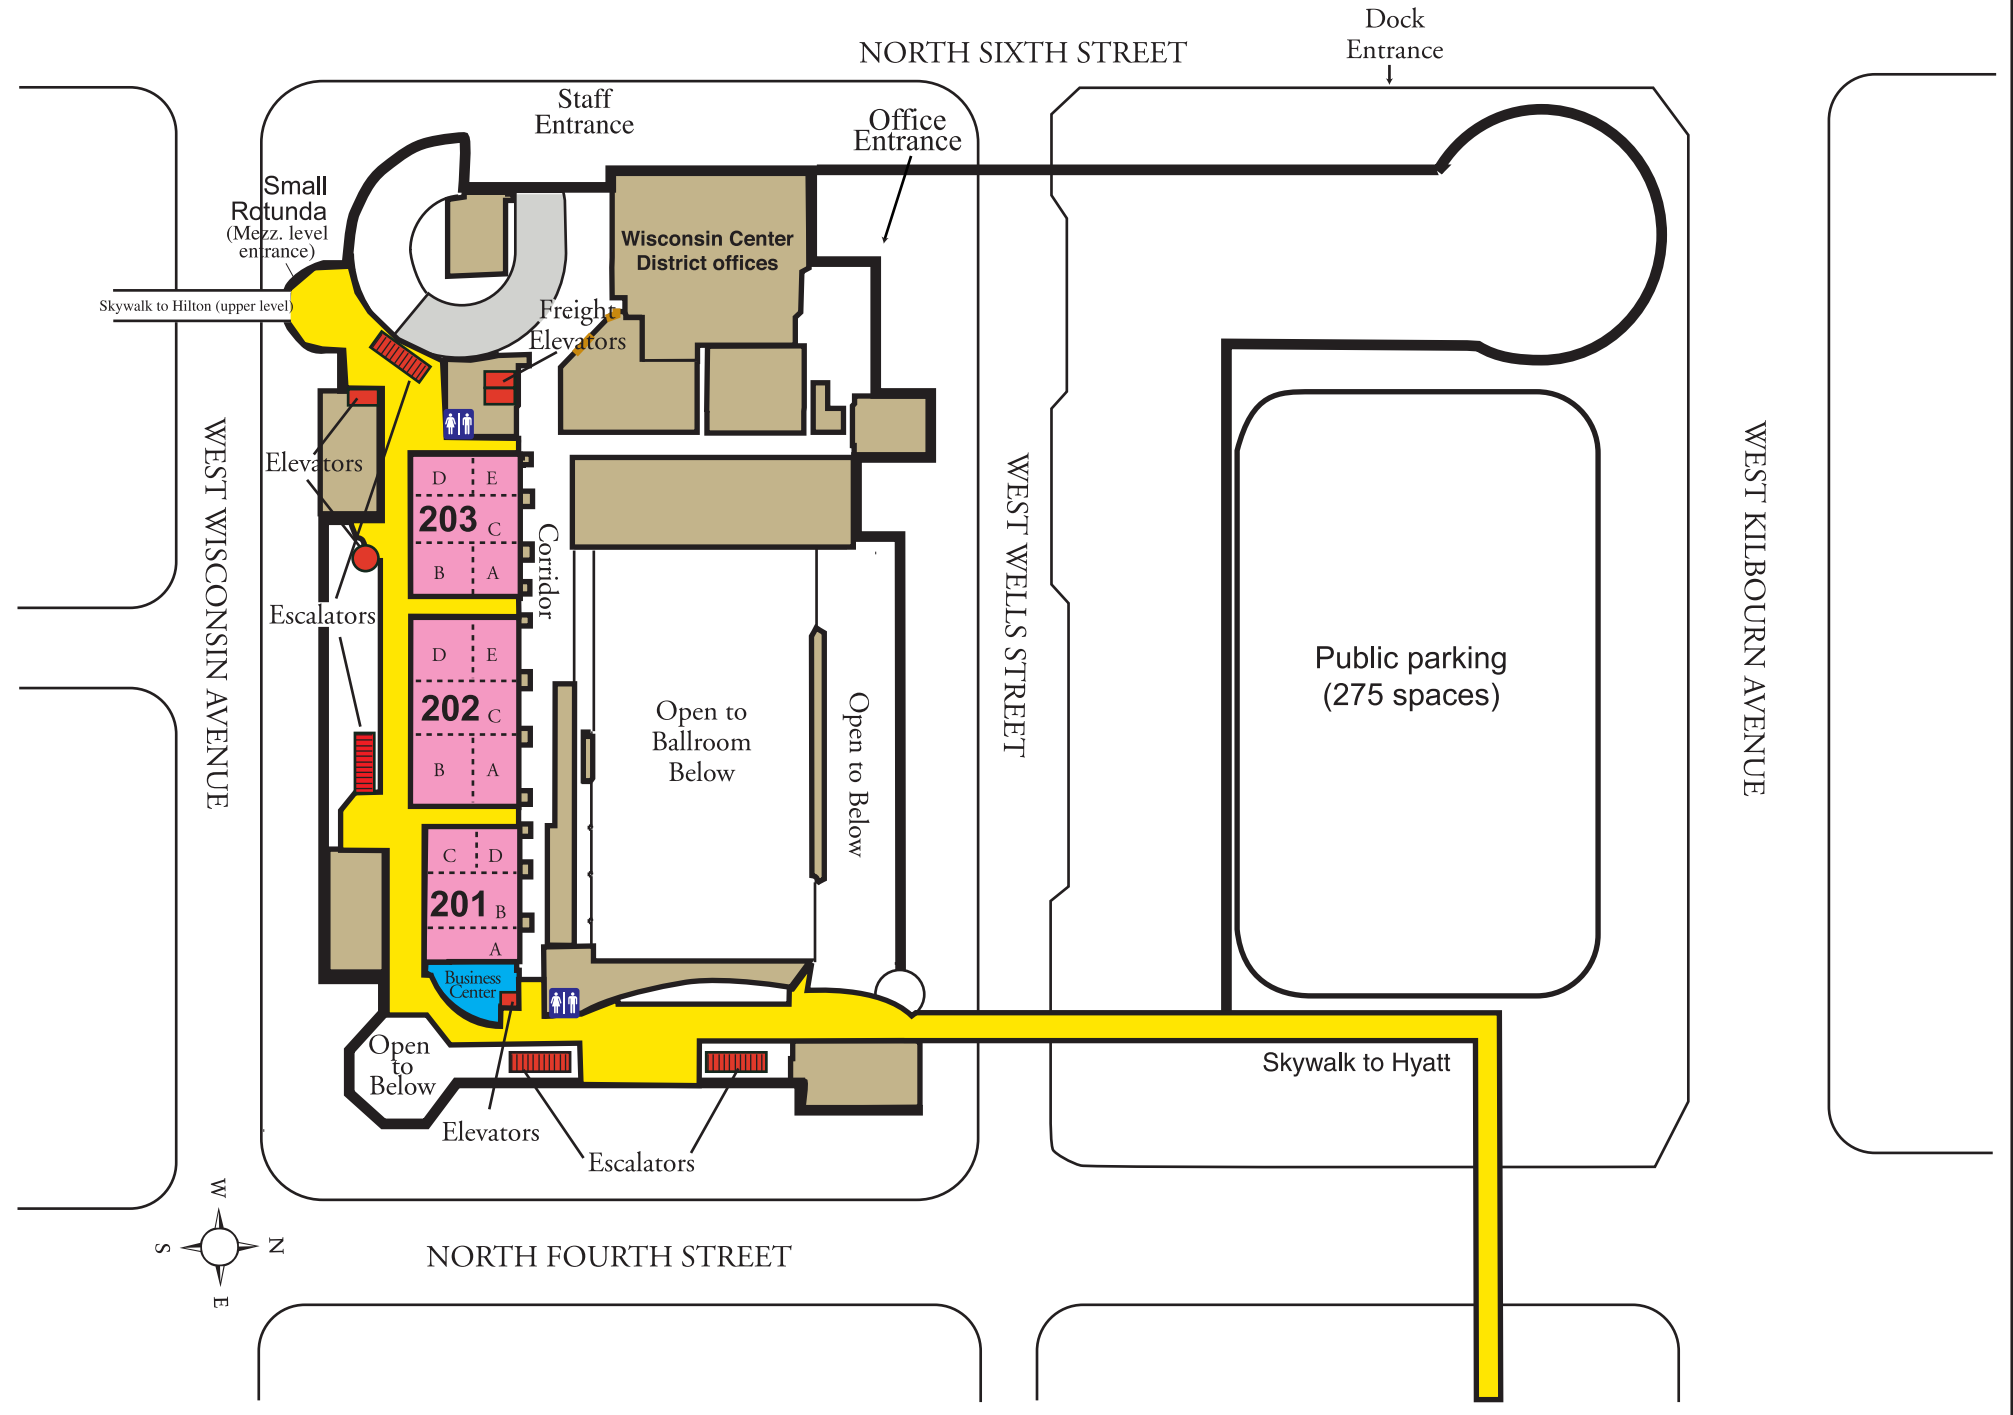 Dock
Entrance
NORTH SIXTH STREET
Staff
Entrance
Office
Entrance
Small
Rotunda
(Mezz. level
entrance)
Wisconsin Center
District offices
Skywalk to Hilton (upper level)
Freight
Elevators
Elevators
D
E
203
C
B
A
Corridor
Escalators
WEST WISCONSIN AVENUE
WEST WELLS STREET
WEST KILBOURN AVENUE
D
E
202
C
B
A
Open to
Ballroom
Below
Open to Below
Public parking
(275 spaces)
C
D
201
B
A
Business
Center
Open
to
Below
Skywalk to Hyatt
Elevators
Escalators
W
S
N
E
NORTH FOURTH STREET